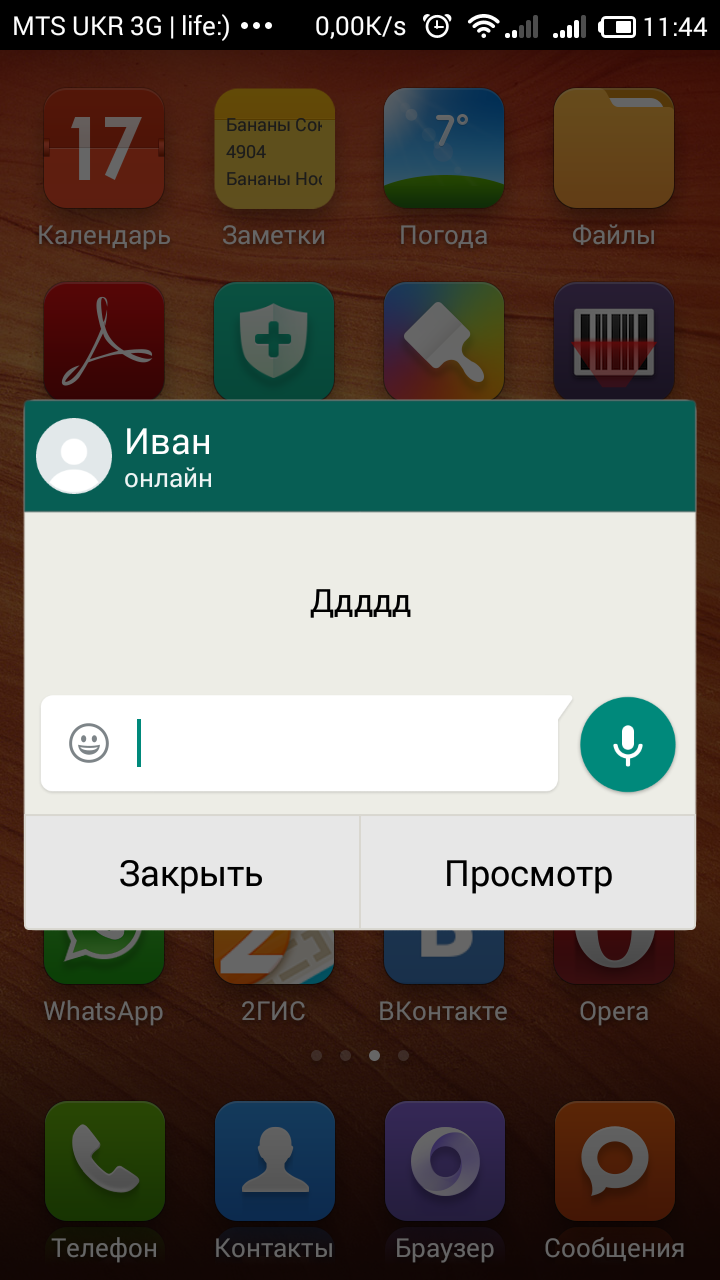 MTS UKR 3G | life:) ••• 0,00K/s 11:44
17
Бананы Сок
4904
Бананы Нос
7°
Календарь Заметки Погода Файлы
Иван
онлайн
Ддддд
Закрыть Просмотр
WhatsApp 2ГИС ВКонтакте Opera
Телефон Контакты Браузер Сообщения